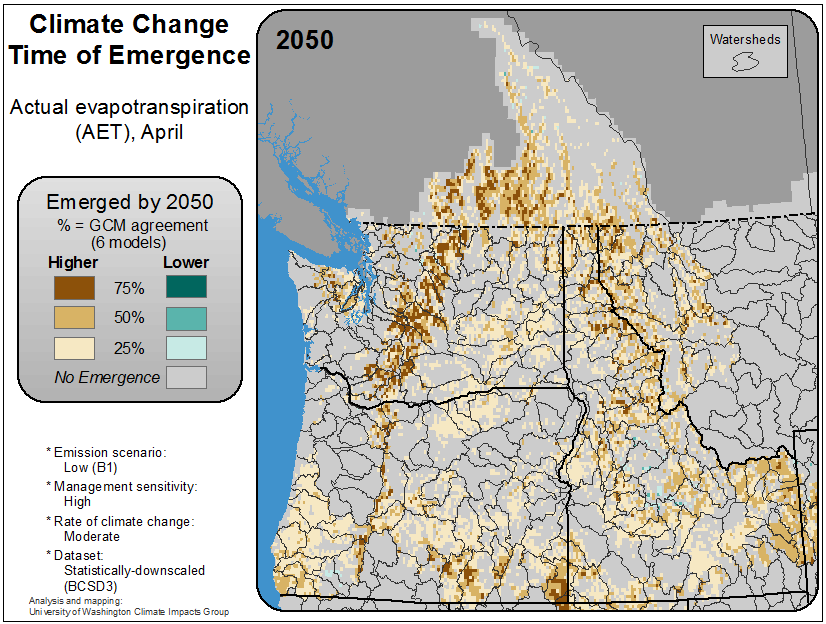 Climate Change
Time of Emergence
Actual evapotranspiration
(AET), April
Emerged by 2050
% = GCM agreement
(6 models)
Higher
Lower
75%
50%
25%
No Emergence
* Emission scenario:
Low (B1)
* Management sensitivity:
High
* Rate of climate change:
Moderate
* Dataset:
Statistically-downscaled
(BCSD3)
Analysis and mapping:
University of Washington Climate Impacts Group
2050
Watersheds